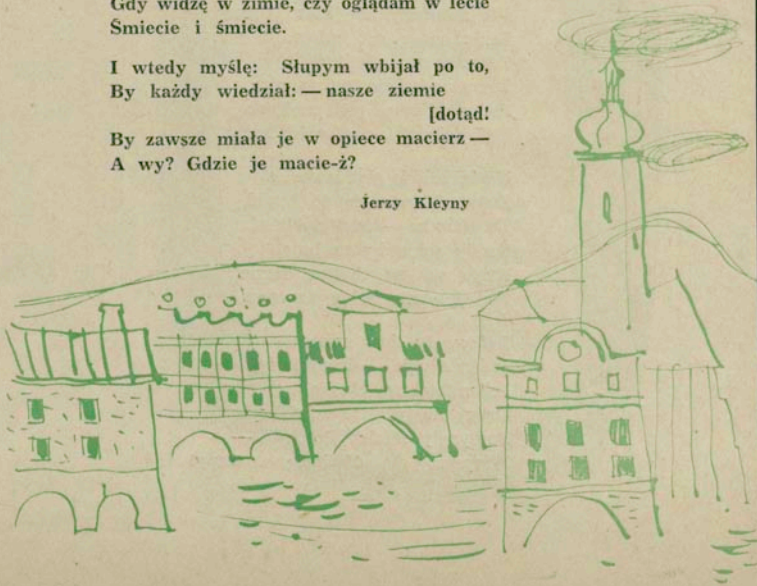 Gdy widzę w zimie, czy oglądam w lecie
Śmiecie i śmiecie.
I wtedy myślę: Słupym wbijał po to,
By każdy wiedział: — nasze ziemie
[dotąd!
By zawsze miała je w opiece macierz —
A wy? Gdzie je macie-ż?
Jerzy Kleyny